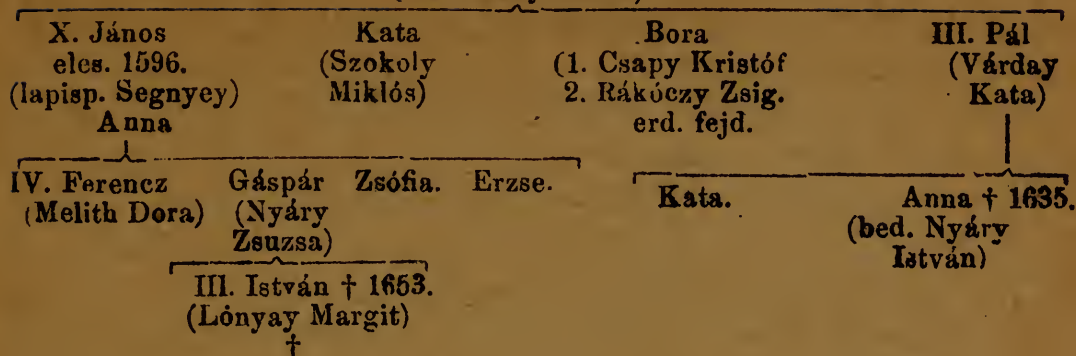 X. János Kata Bora III. Pál
eles. 1596. (Szokoly (1. Csapy Kristóf (Várday
(lapisp. Segnyey) Miklós) 2. Rákóczy Zsig. Kata)
Anna erd. fejd.
IV. Ferencz Gáspár Zsófia. Erzse. Kata. Anna † 1635.
(Melith Dora) (Nyáry (bed. Nyáry
Zsuzsa) István)
III. István † 1653.
(Lónyay Margit)
†